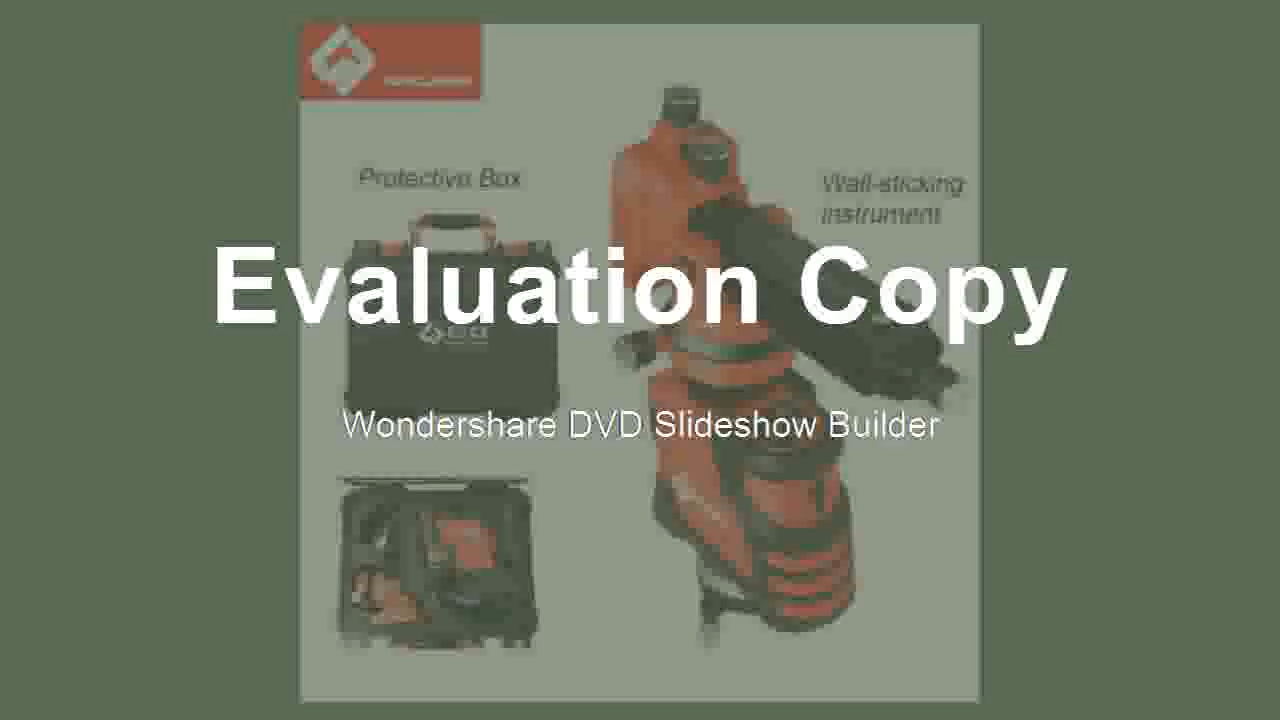 Protective Box
Wall-sticking
instrument
Evaluation Copy
Wondershare DVD Slideshow Builder